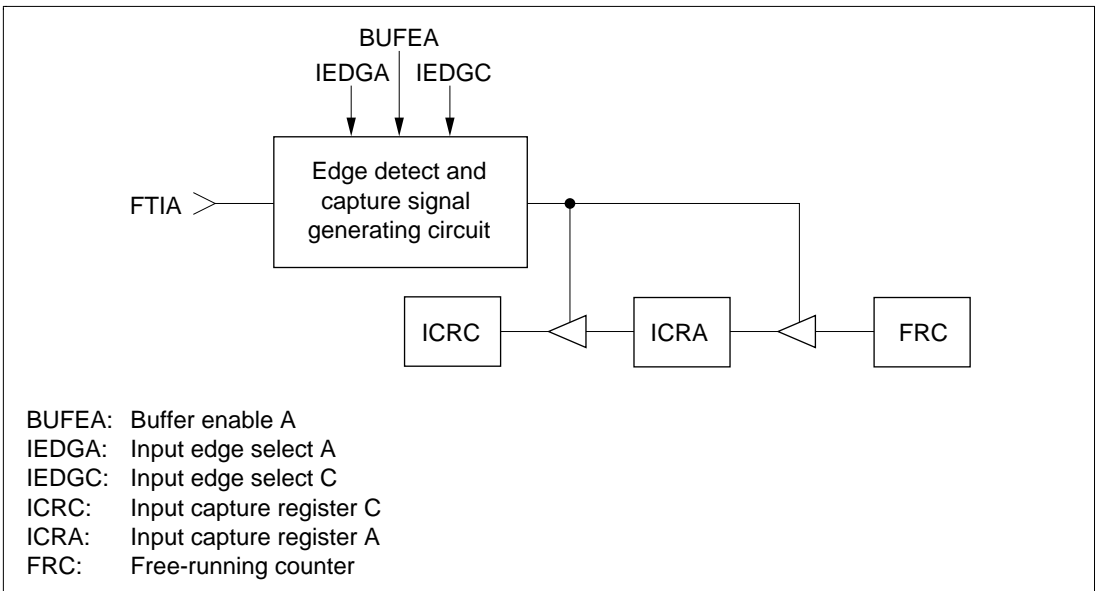 BUFEA
IEDGA IEDGC
Edge detect and
capture signal
generating circuit
FTIA
ICRC ICRA FRC
BUFEA: Buffer enable A
IEDGA: Input edge select A
IEDGC: Input edge select C
ICRC: Input capture register C
ICRA: Input capture register A
FRC: Free-running counter